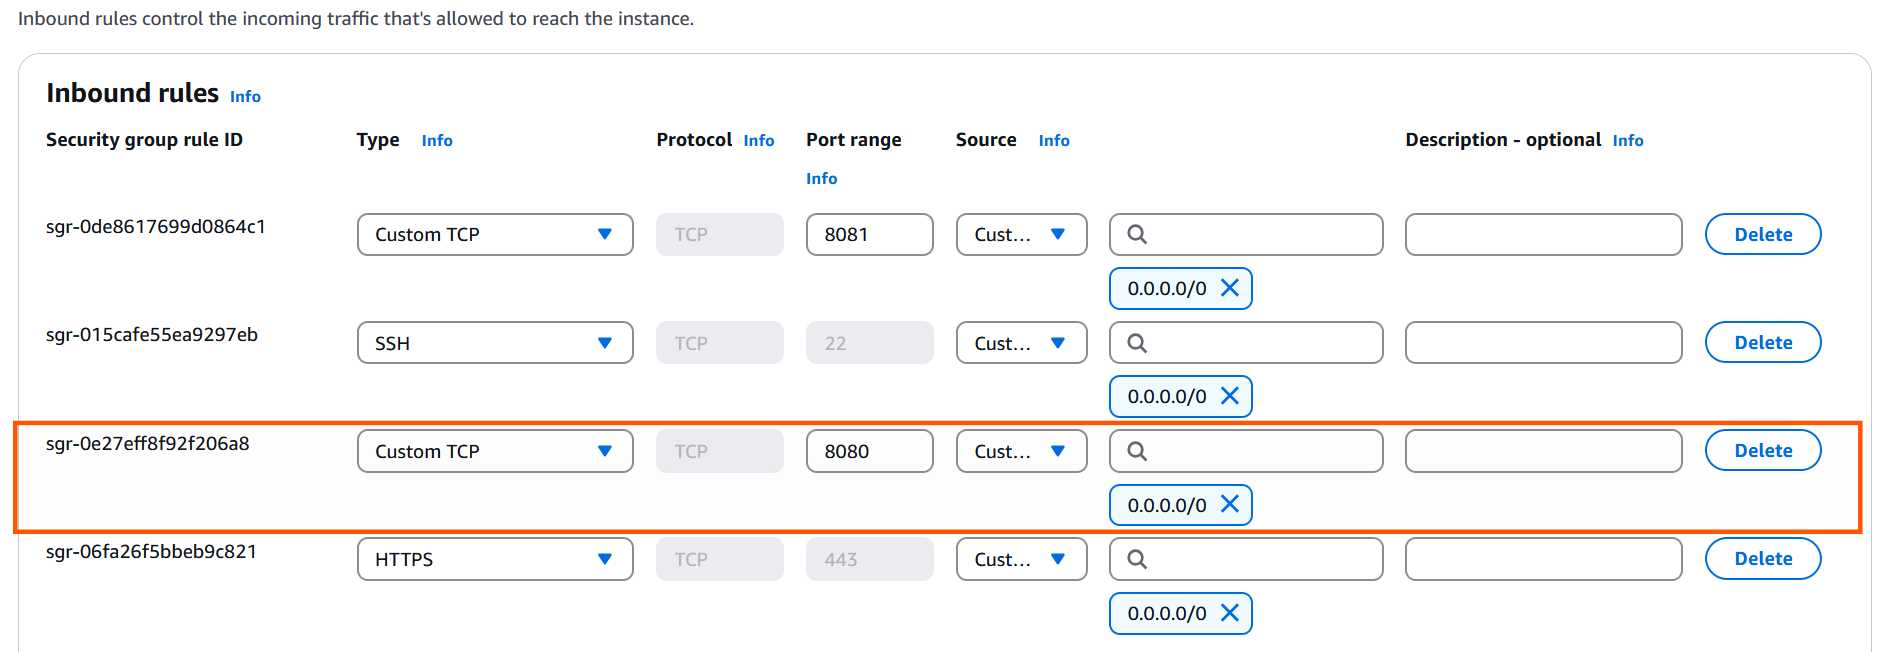 Inbound rules control the incoming traffic that's allowed to reach the instance.
Inbound rules Info
Security group rule ID Type Info Protocol Info Port range Info Source Info Description - optional Info
sgr-0de8617699d0864c1 Custom TCP TCP 8081 Cust... Delete
0.0.0.0/0
sgr-015cafe55ea9297eb SSH TCP 22 Cust... Delete
0.0.0.0/0
sgr-0e27eff8f92f206a8 Custom TCP TCP 8080 Cust... Delete
0.0.0.0/0
sgr-06fa26f5bbeb9c821 HTTPS TCP 443 Cust... Delete
0.0.0.0/0